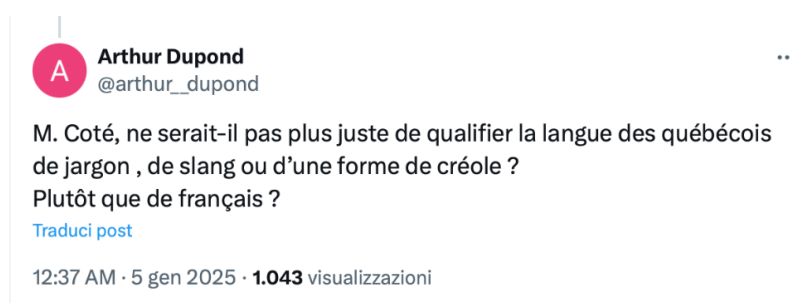 A
Arthur Dupond
@arthur__dupond
M. Coté, ne serait-il pas plus juste de qualifier la langue des québécois
de jargon , de slang ou d’une forme de créole ?
Plutôt que de français ?
Traduci post
12:37 AM · 5 gen 2025 · 1.043 visualizzazioni